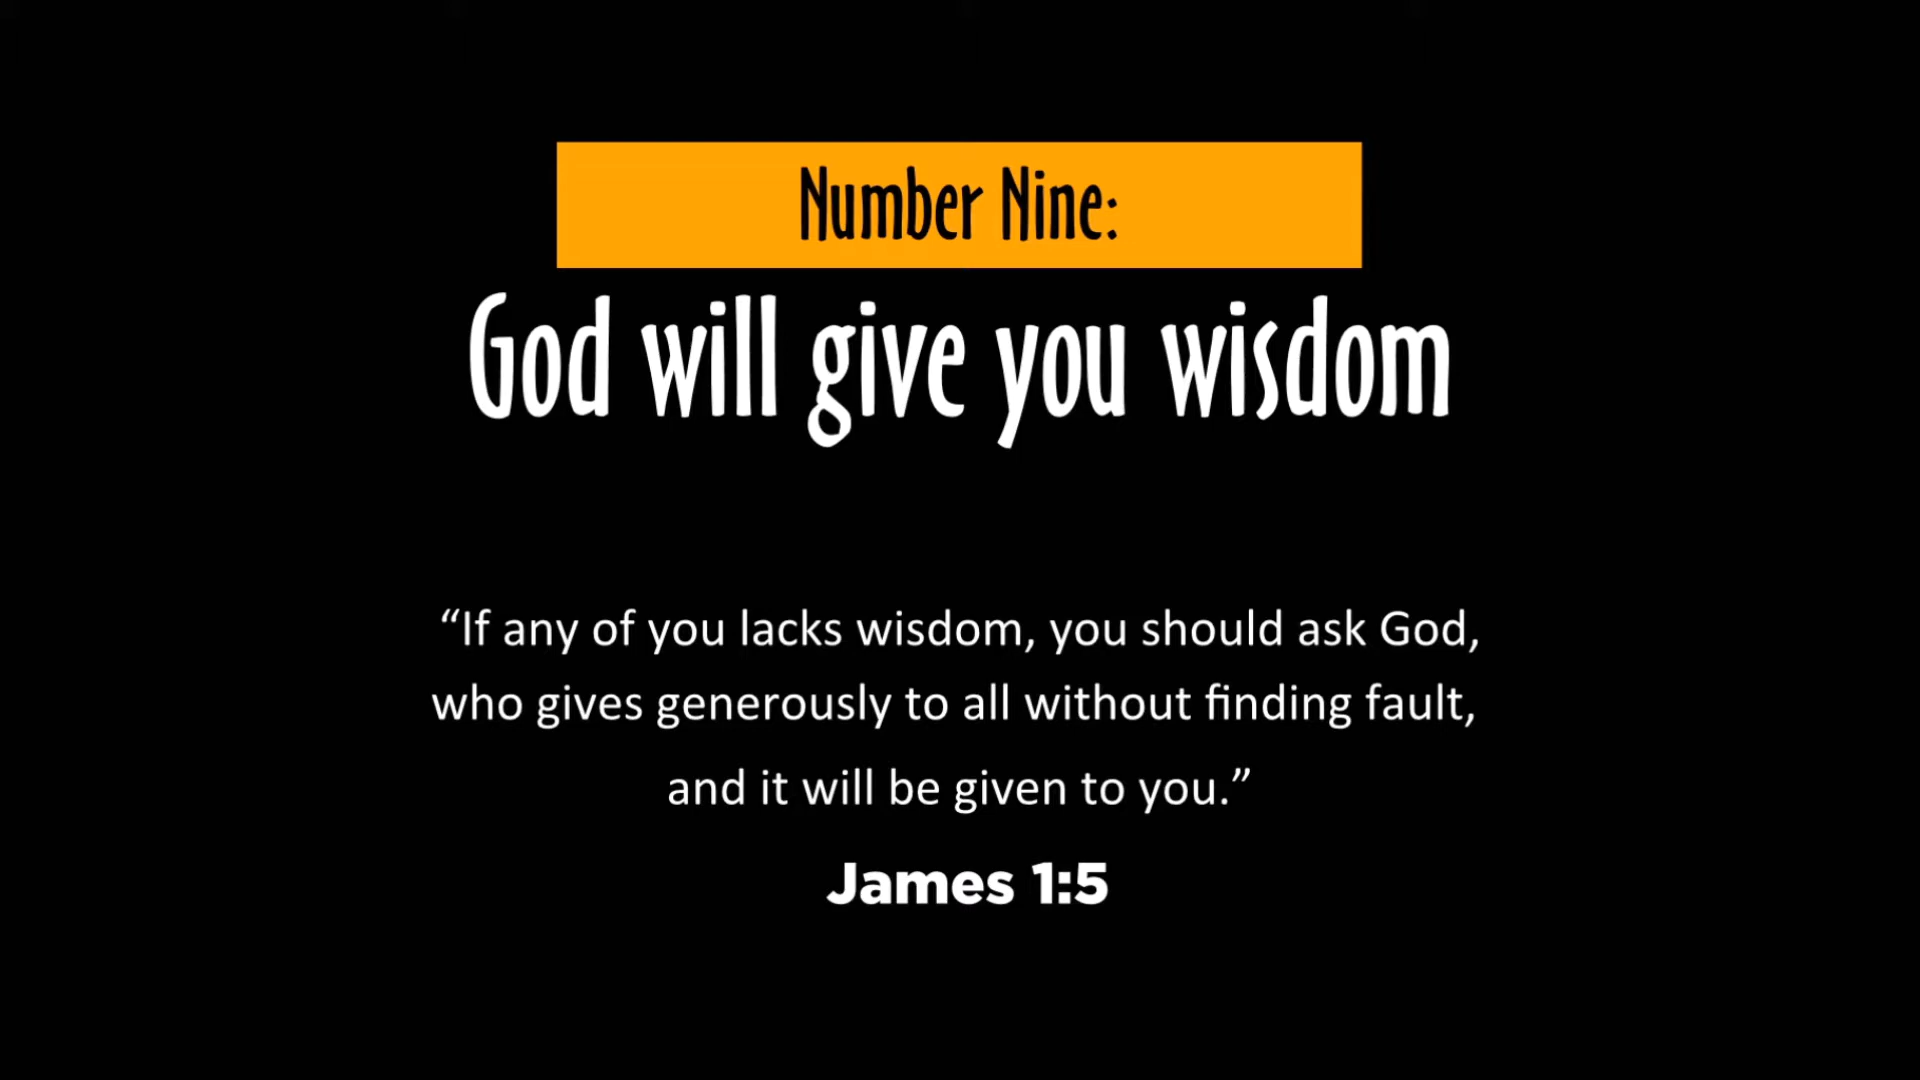 Number Nine:
God will give you wisdom
“If any of you lacks wisdom, you should ask God,
who gives generously to all without finding fault,
and it will be given to you.”
James 1:5